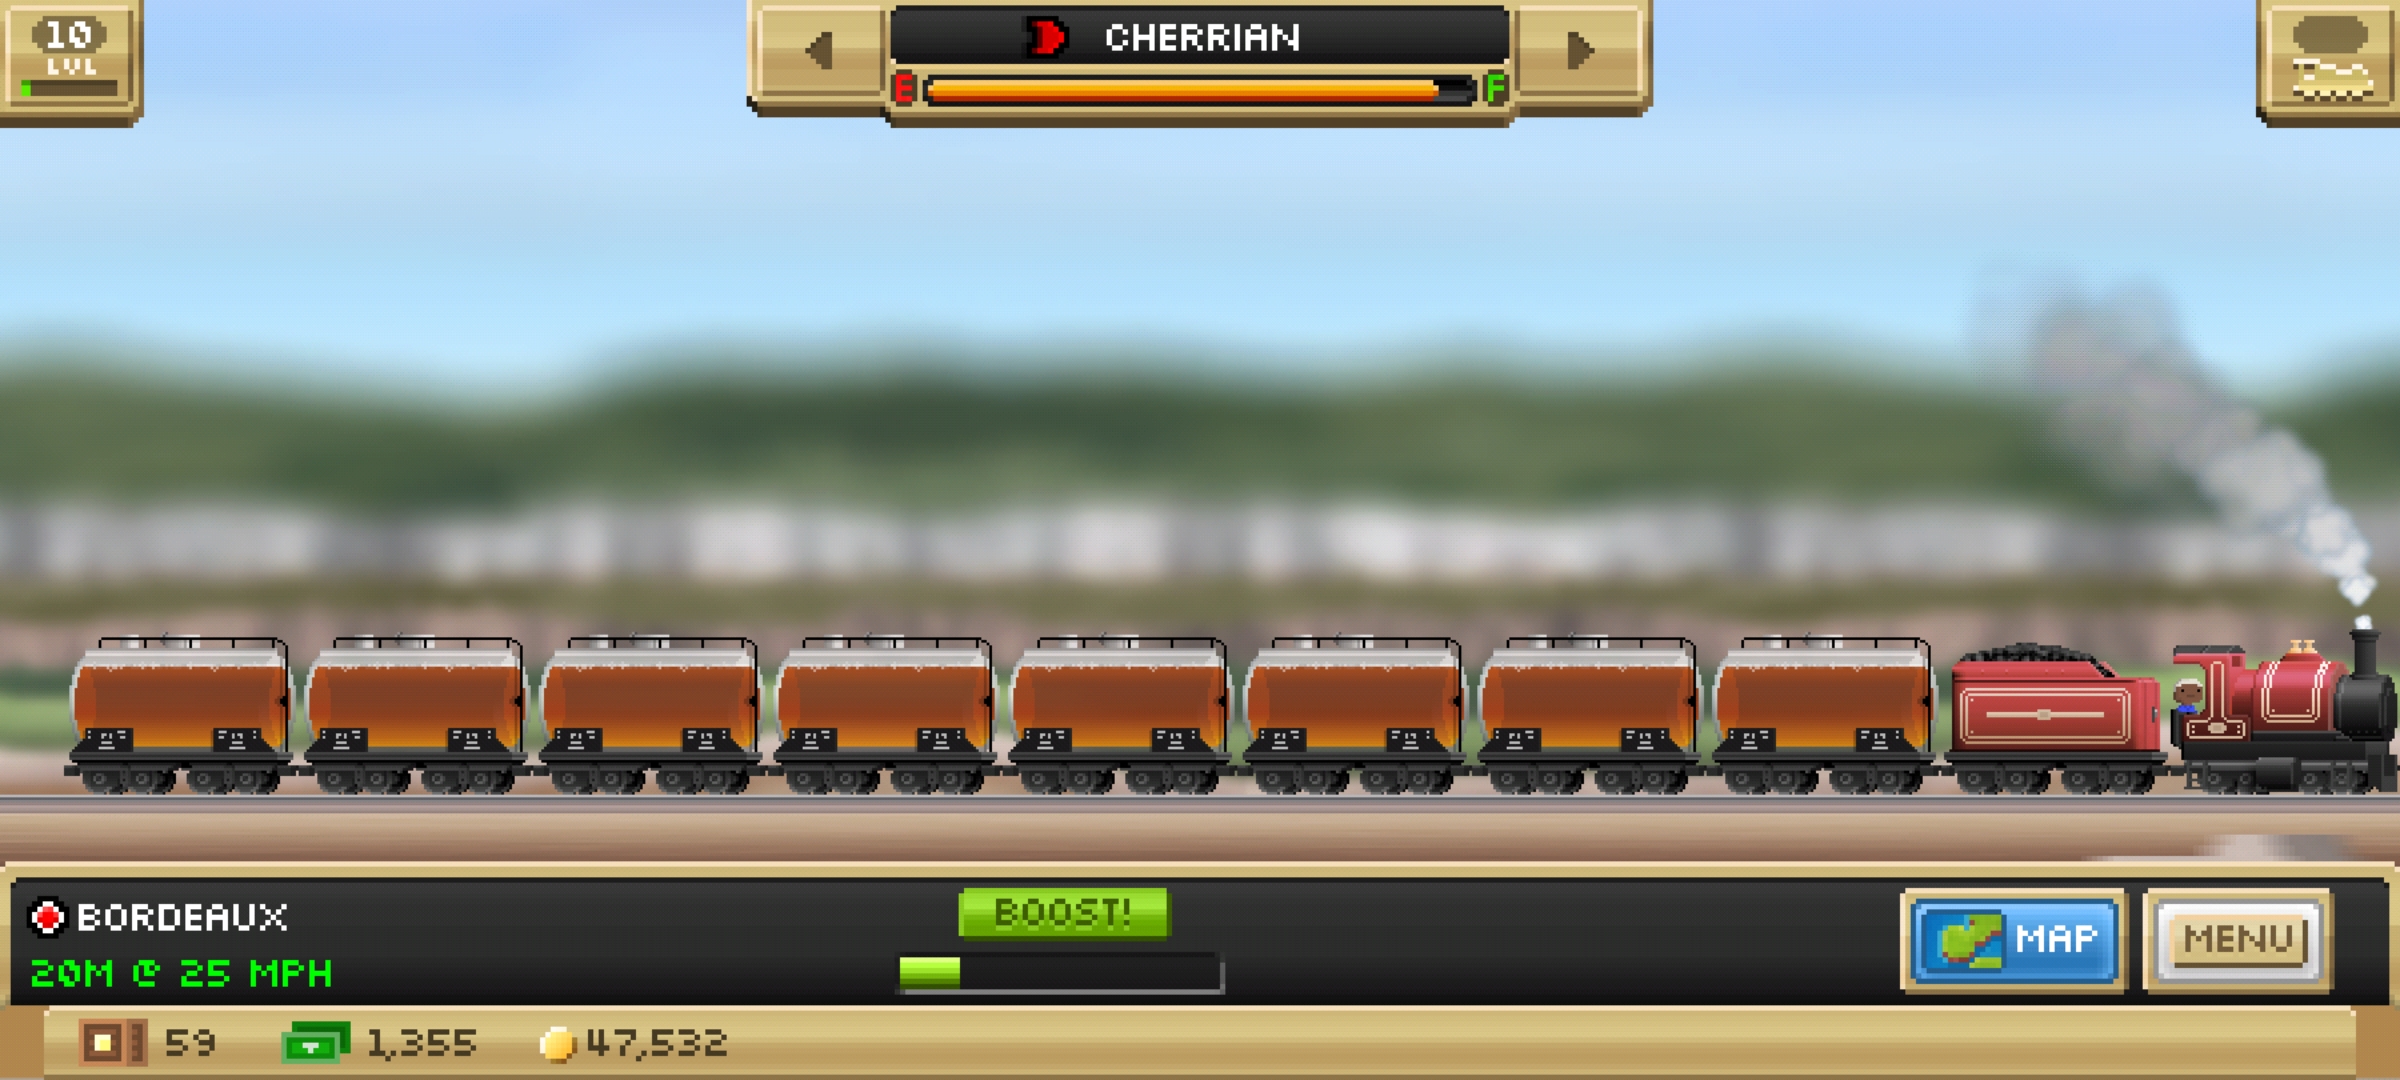 10
LVL
CHERRIAN
E
F
BORDEAUX
20M @ 25 MPH
BOOST!
MAP
MENU
59
1,355
47,532